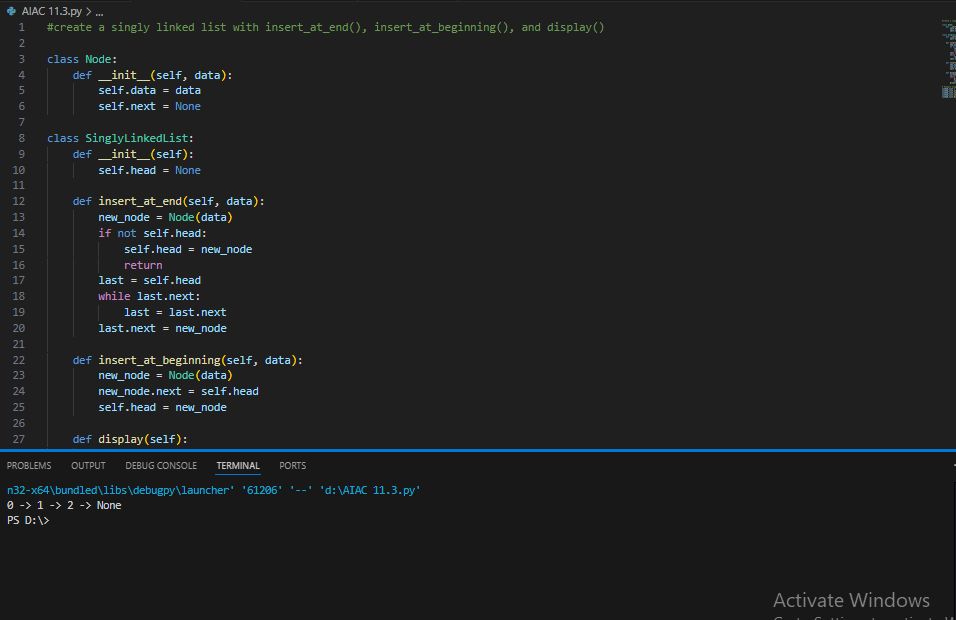 AIAC 11.3.py > ...
1 #create a singly linked list with insert_at_end(), insert_at_beginning(), and display()
2
3 class Node:
4     def __init__(self, data):
5         self.data = data
6         self.next = None
7
8 class SinglyLinkedList:
9     def __init__(self):
10         self.head = None
11
12     def insert_at_end(self, data):
13         new_node = Node(data)
14         if not self.head:
15             self.head = new_node
16             return
17         last = self.head
18         while last.next:
19             last = last.next
20         last.next = new_node
21
22     def insert_at_beginning(self, data):
23         new_node = Node(data)
24         new_node.next = self.head
25         self.head = new_node
26
27     def display(self):
PROBLEMS OUTPUT DEBUG CONSOLE TERMINAL PORTS
n32-x64\bundled\libs\debugpy\launcher' '61206' '--' 'd:\AIAC 11.3.py'
0 -> 1 -> 2 -> None
PS D:\>
Activate Windows